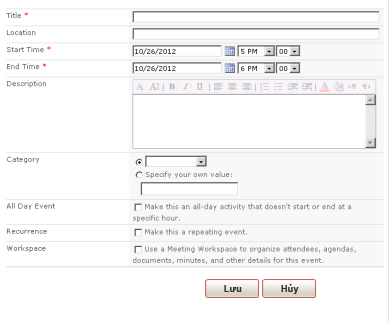 Title *
Location
Start Time * 10/26/2012 5 PM 00
End Time * 10/26/2012 6 PM 00
Description
A A| B I U A
Category
Specify your own value:
All Day Event Make this an all-day activity that doesn't start or end at a
specific hour.
Recurrence Make this a repeating event.
Workspace Use a Meeting Workspace to organize attendees, agendas,
documents, minutes, and other details for this event.
Lưu Hủy